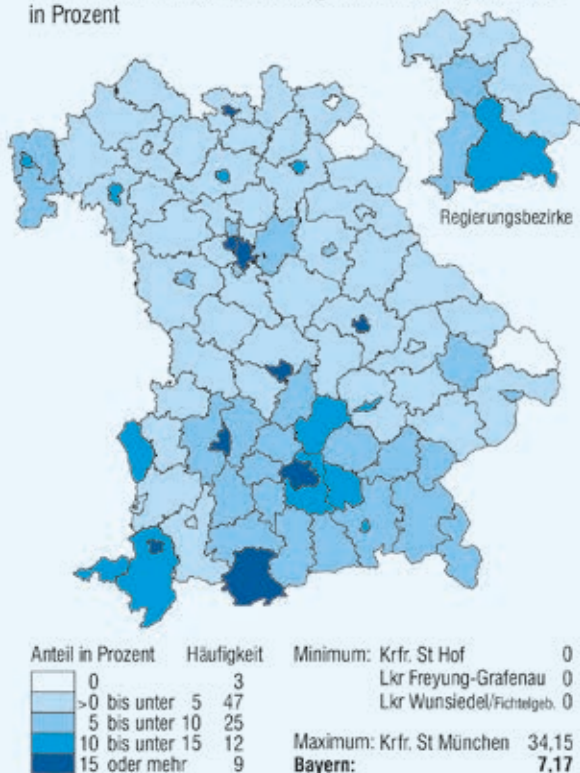 in Prozent
Regierungsbezirke
Anteil in Prozent Häufigkeit
0 3
>0 bis unter 5 47
5 bis unter 10 25
10 bis unter 15 12
15 oder mehr 9
Minimum: Krfr. St Hof 0
Lkr Freyung-Grafenau 0
Lkr Wunsiedel/Fichtelgeb. 0
Maximum: Krfr. St München 34,15
Bayern: 7,17